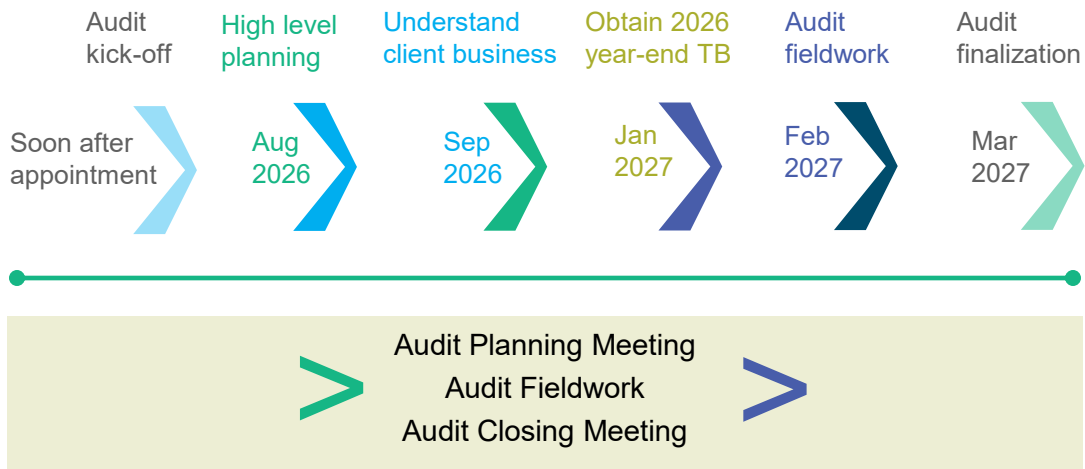 Audit
kick-off
High level
planning
Understand
client business
Obtain 2026
year-end TB
Audit
fieldwork
Audit
finalization
Soon after
appointment
Aug
2026
Sep
2026
Jan
2027
Feb
2027
Mar
2027
Audit Planning Meeting
Audit Fieldwork
Audit Closing Meeting